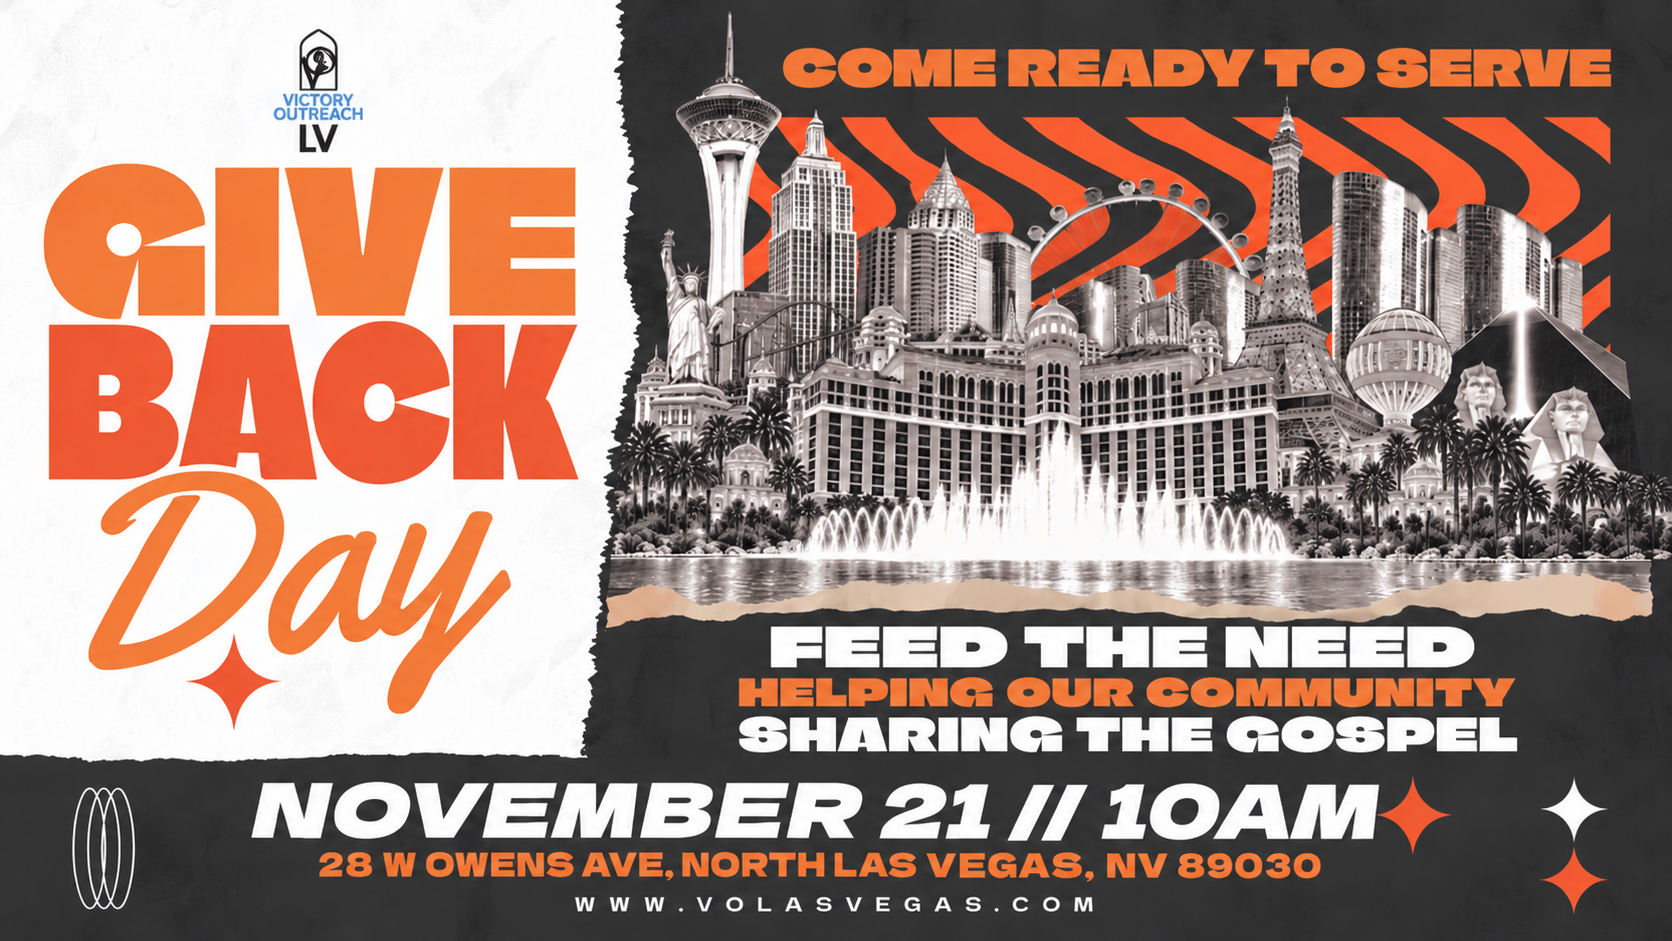 VICTORY
OUTREACH
LV
GIVE
BACK
Day
COME READY TO SERVE
FEED THE NEED
HELPING OUR COMMUNITY
SHARING THE GOSPEL
NOVEMBER 21 // 10AM
28 W OWENS AVE, NORTH LAS VEGAS, NV 89030
WWW.VOLASVEGAS.COM